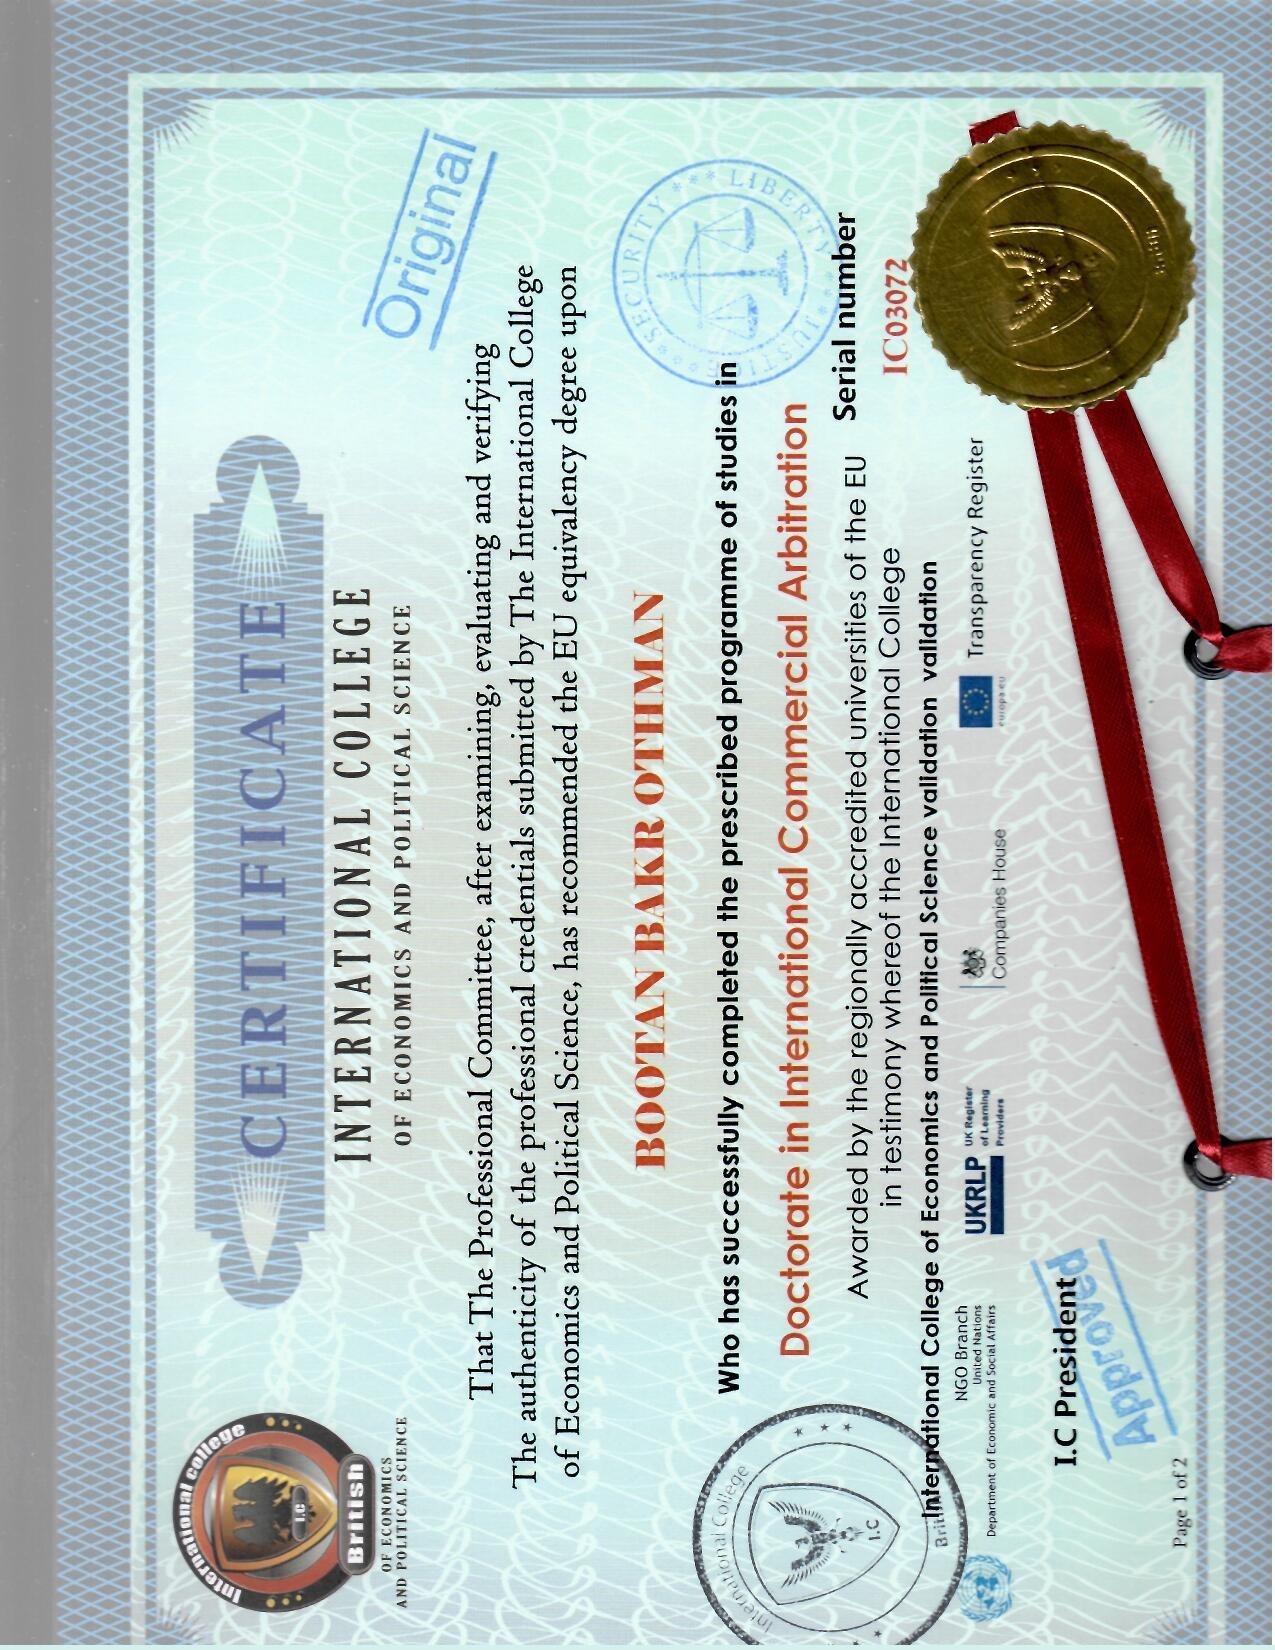 International college
I.C
British
OF ECONOMICS
AND POLITICAL SCIENCE
CERTIFICATE
INTERNATIONAL COLLEGE
OF ECONOMICS AND POLITICAL SCIENCE
Original
That The Professional Committee, after examining, evaluating and verifying
The authenticity of the professional credentials submitted by The International College
of Economics and Political Science, has recommended the EU equivalency degree upon
BOOTAN BAKR OTHMAN
SECURITY
LIBERTY
Who has successfully completed the prescribed programme of studies in
Doctorate in International Commercial Arbitration
International College
I.C
Awarded by the regionally accredited universities of the EU
in testimony whereof the International College
Serial number
IC03072
International College of Economics and Political Science validation validation
NGO Branch
United Nations
Department of Economic and Social Affairs
UKRLP
UK Register
of Learning
Providers
Companies House
europa.eu
Transparency Register
I.C President
Approved
Page 1 of 2